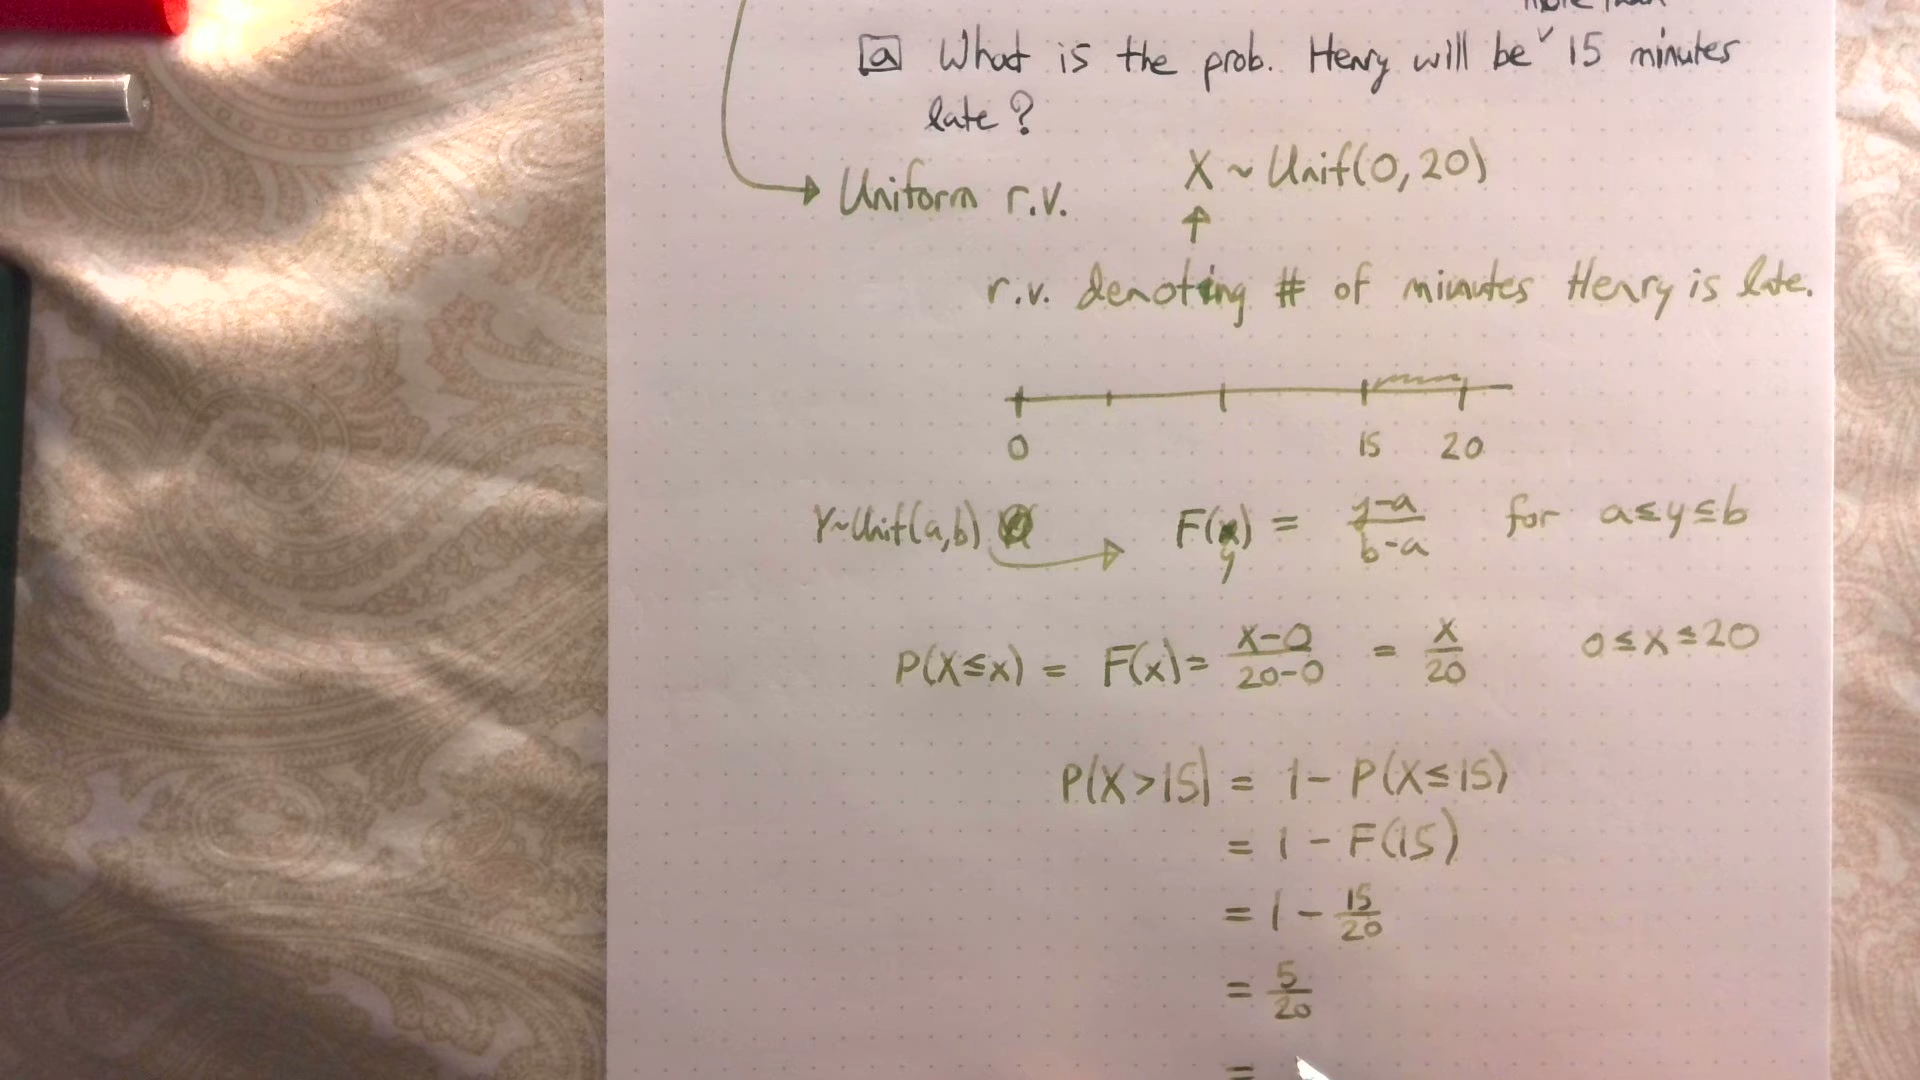 more than
a What is the prob. Henry will be ˅ 15 minutes
late?
Uniform r.v. X ~ Unif(0, 20)
↑
r.v. denoting # of minutes Henry is late.
0 15 20
Y~Unif(a,b) → F(y) = y-a/b-a for a≤y≤b
P(X≤x) = F(x) = x-0/20-0 = x/20 0≤x≤20
P(X>15) = 1 - P(X≤15)
= 1 - F(15)
= 1 - 15/20
= 5/20
=